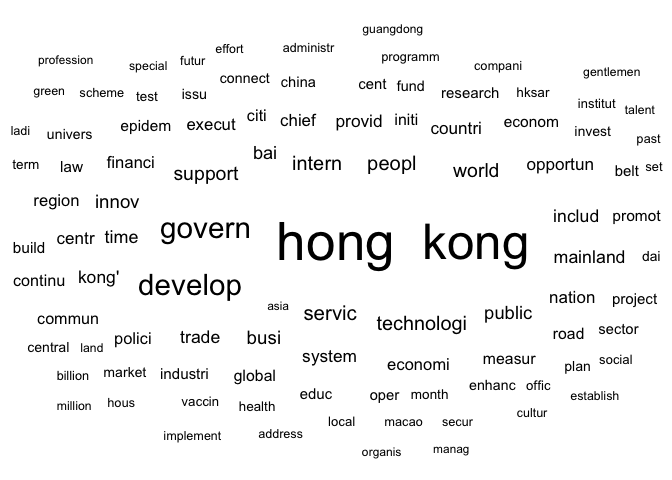 guangdong
effort administr
profession special futur programm compani gentlemen
connect china cent fund
green scheme test issu research hksar institut talent
citi
ladi univers epidem execut chief provid initi countri econom invest past
term law financi support bai intern peopl world opportun belt set
region innov
includ promot
govern hong kong
build centr time mainland dai
continu kong' develop
asia servic technologi public nation project
commun
central land polici trade busi road sector
system economi measur plan social
billion market industri global
million hous vaccin health educ oper month enhanc offic establish
implement address local macao secur cultur
organis manag